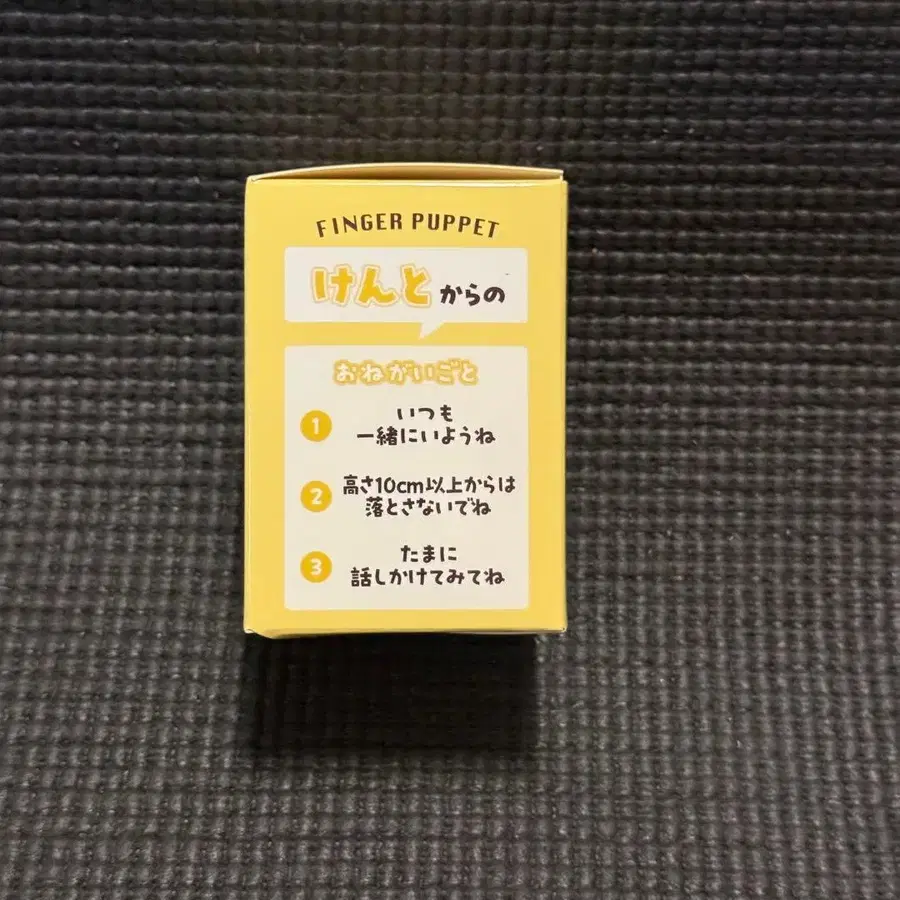 FINGER PUPPET
けんとからの
おねがいごと
1 いつも
一緒にいようね
2 高さ10cm以上からは
落とさないでね
3 たまに
話しかけてみてね